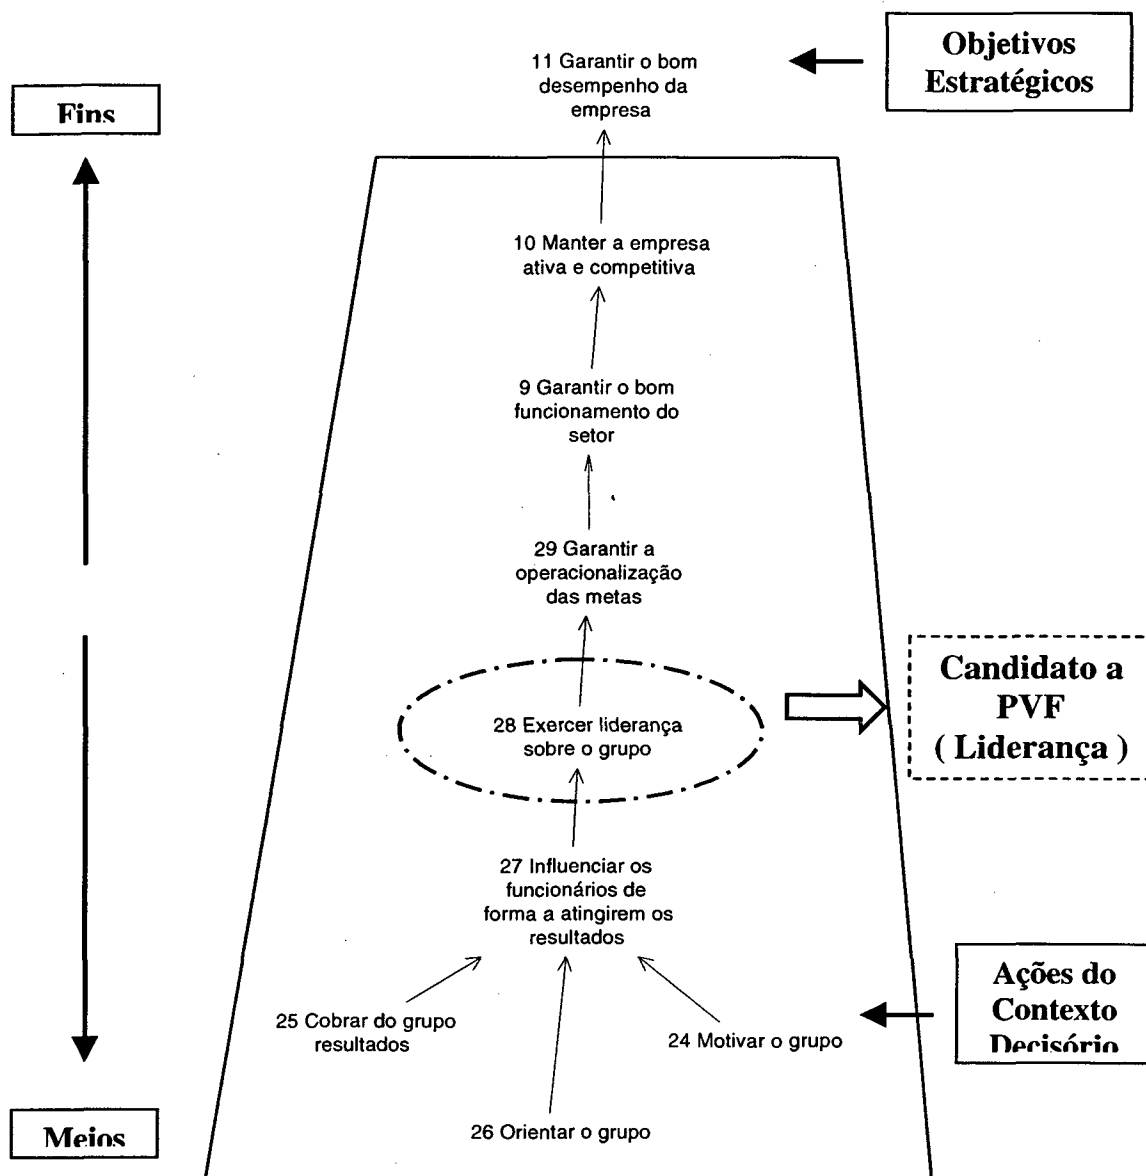 Objetivos
Estratégicos
11 Garantir o bom
desempenho da
empresa
Fins
10 Manter a empresa
ativa e competitiva
9 Garantir o bom
funcionamento do
setor
29 Garantir a
operacionalização
das metas
28 Exercer liderança
sobre o grupo
Candidato a
PVF
( Liderança )
27 Influenciar os
funcionários de
forma a atingirem os
resultados
Ações do
Contexto
Decisório
25 Cobrar do grupo
resultados
24 Motivar o grupo
26 Orientar o grupo
Meios